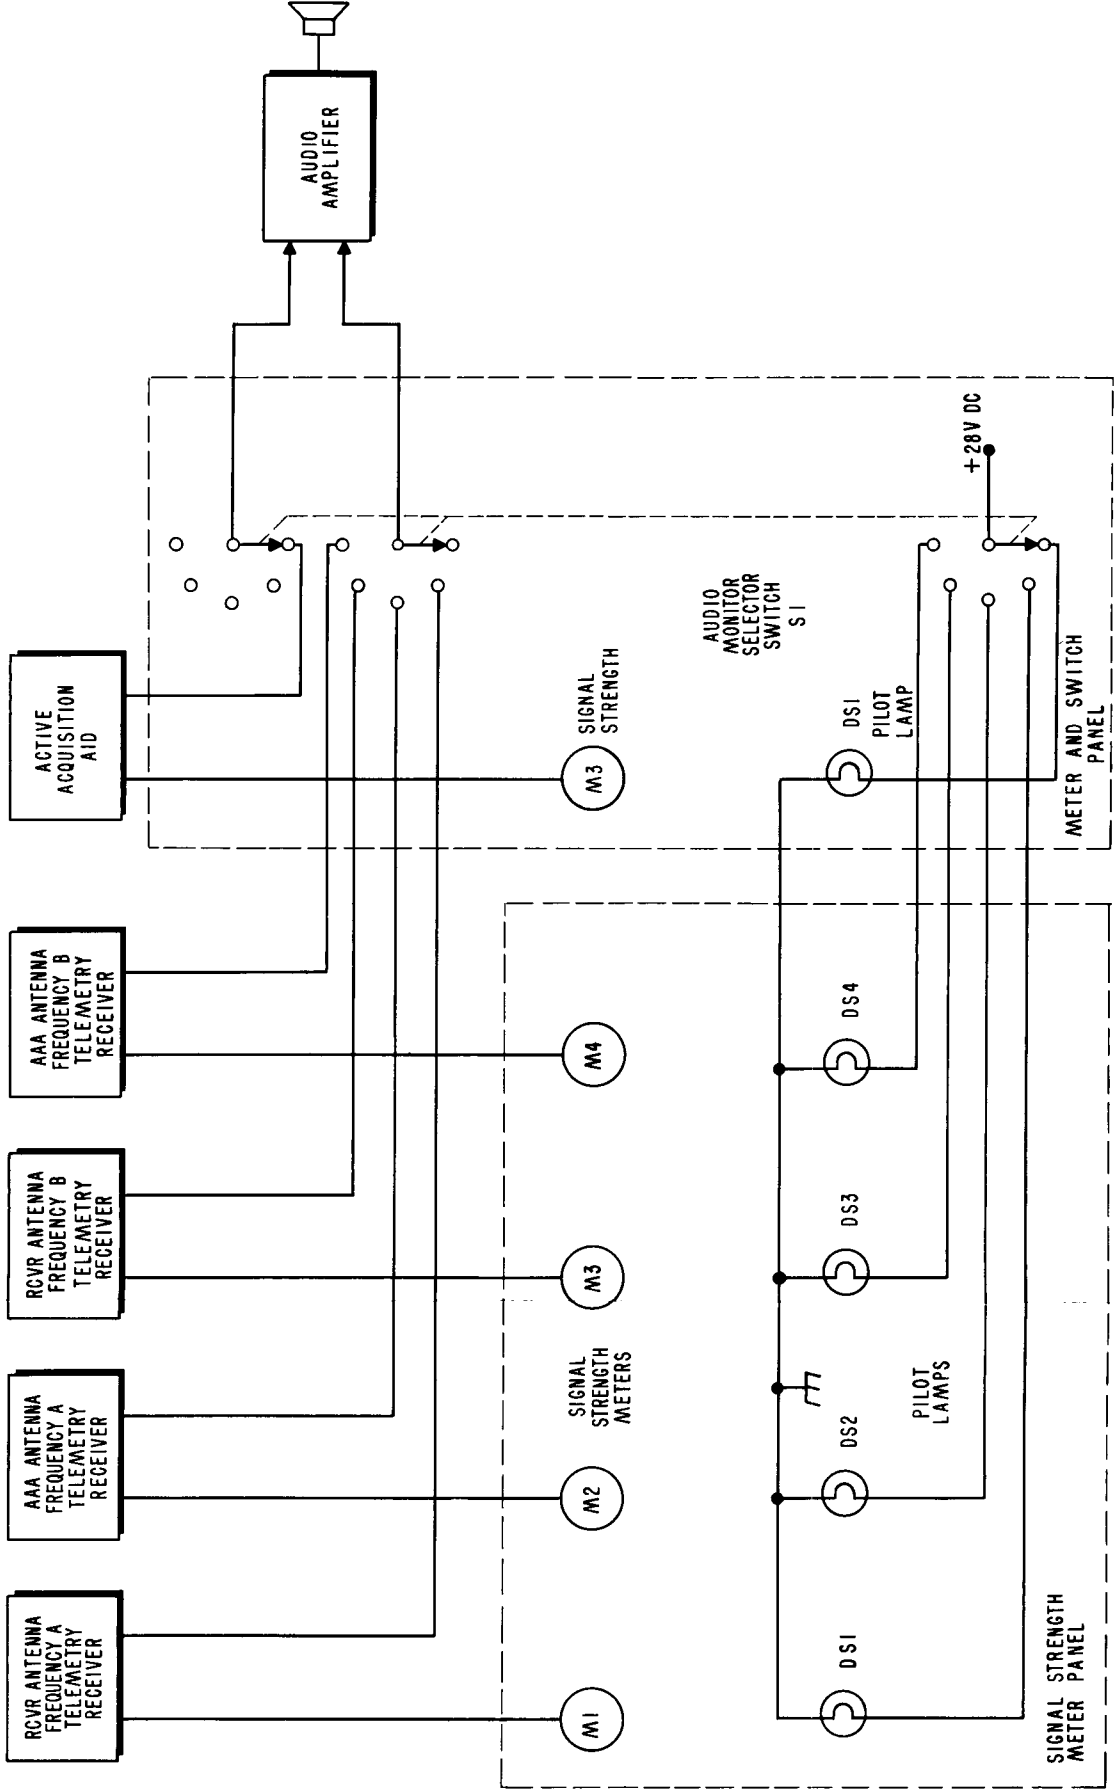 RCVR ANTENNA
FREQUENCY A
TELEMETRY
RECEIVER
AAA ANTENNA
FREQUENCY A
TELEMETRY
RECEIVER
RCVR ANTENNA
FREQUENCY B
TELEMETRY
RECEIVER
AAA ANTENNA
FREQUENCY B
TELEMETRY
RECEIVER
ACTIVE
ACQUISITION
AID
AUDIO
AMPLIFIER
M1
M2
SIGNAL
STRENGTH
METERS
M3
M4
M3
SIGNAL
STRENGTH
AUDIO
MONITOR
SELECTOR
SWITCH
S1
DS1
DS2
DS3
DS4
DS1
PILOT
LAMP
PILOT
LAMPS
+28V DC
SIGNAL STRENGTH
METER PANEL
METER AND SWITCH
PANEL